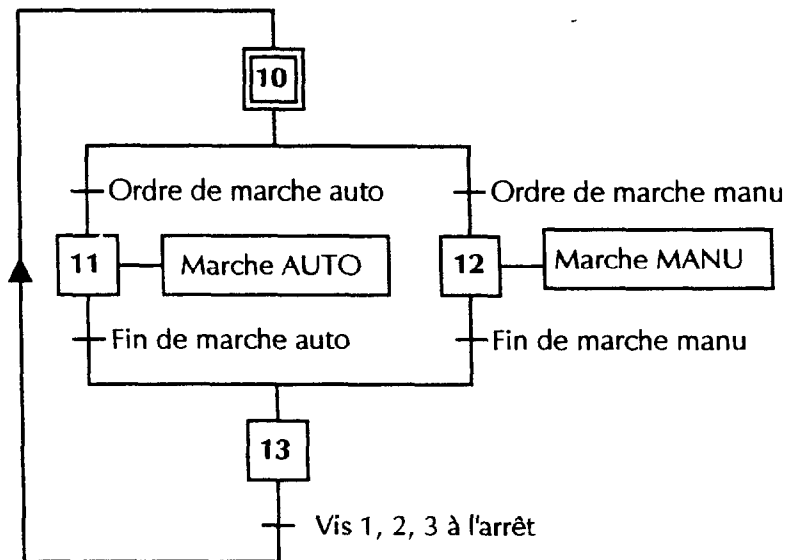 10
Ordre de marche auto
Ordre de marche manu
11
Marche AUTO
12
Marche MANU
Fin de marche auto
Fin de marche manu
13
Vis 1, 2, 3 à l'arrêt